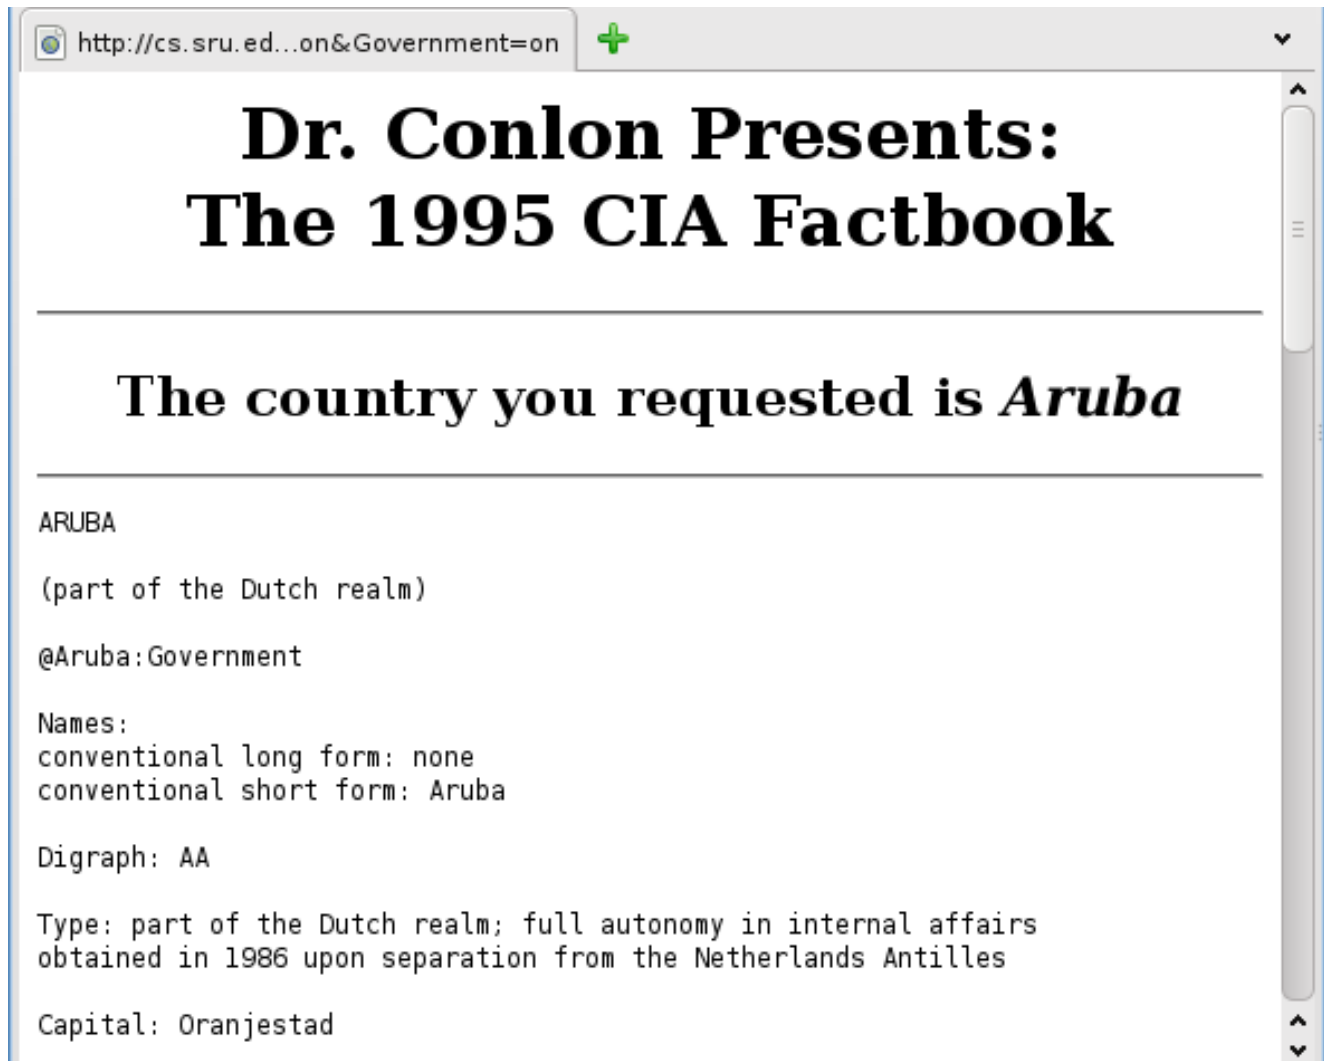 http://cs.sru.ed...on&Government=on
Dr. Conlon Presents:
The 1995 CIA Factbook
The country you requested is Aruba
ARUBA
(part of the Dutch realm)
@Aruba:Government
Names:
conventional long form: none
conventional short form: Aruba
Digraph: AA
Type: part of the Dutch realm; full autonomy in internal affairs
obtained in 1986 upon separation from the Netherlands Antilles
Capital: Oranjestad